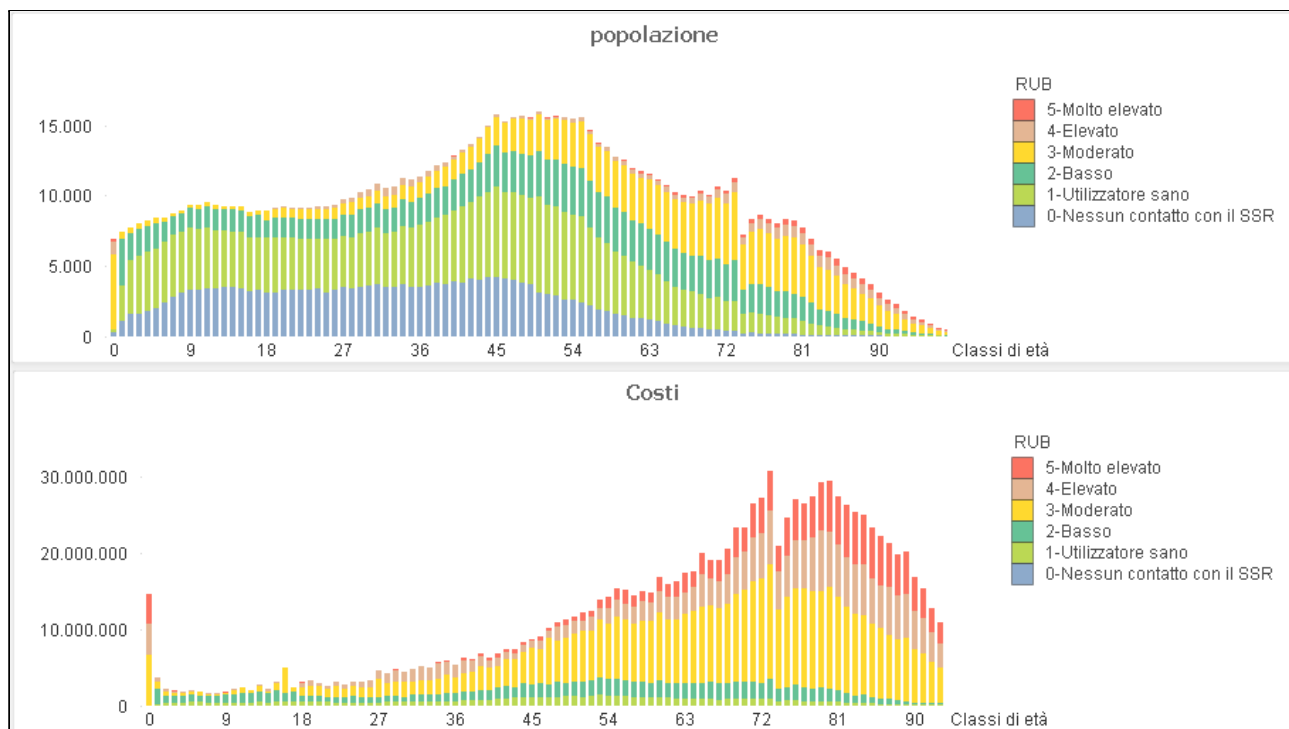 popolazione
RUB
5-Molto elevato
4-Elevato
3-Moderato
2-Basso
1-Utilizzatore sano
0-Nessun contatto con il SSR
15.000
10.000
5.000
0
0 9 18 27 36 45 54 63 72 81 90 Classi di età
Costi
RUB
5-Molto elevato
4-Elevato
3-Moderato
2-Basso
1-Utilizzatore sano
0-Nessun contatto con il SSR
30.000.000
20.000.000
10.000.000
0
0 9 18 27 36 45 54 63 72 81 90 Classi di età